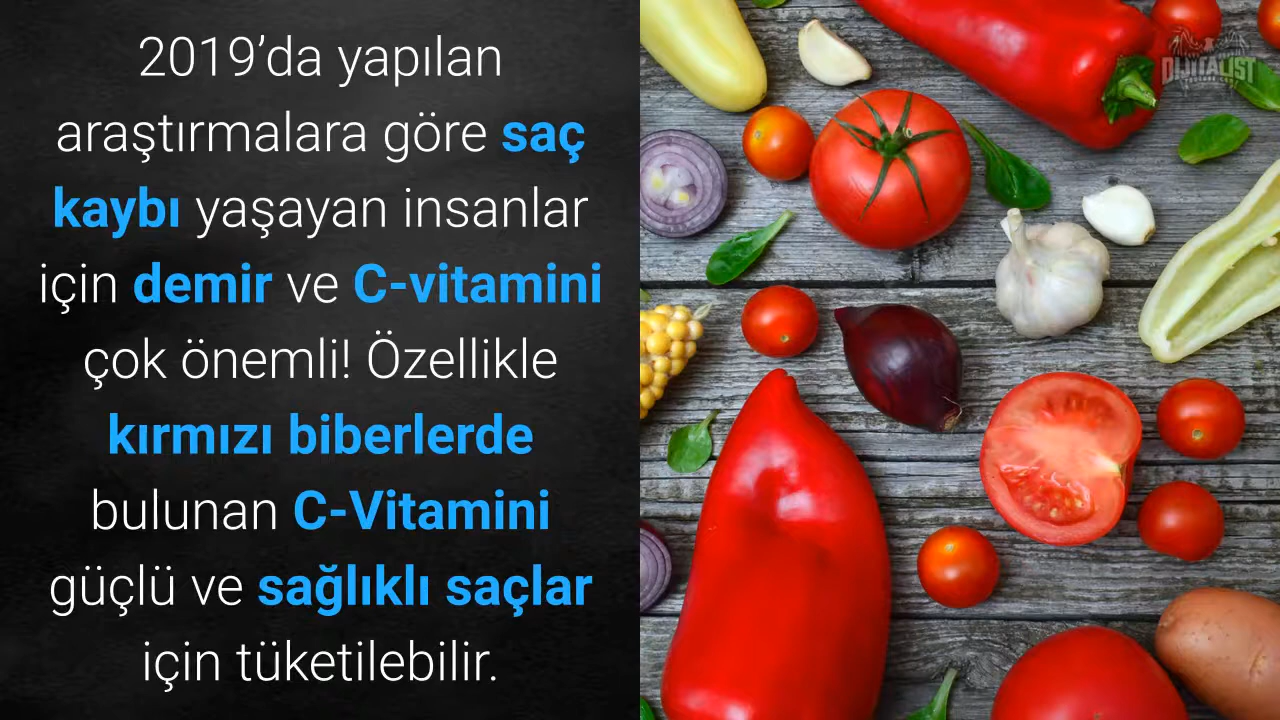 2019’da yapılan
araştırmalara göre saç
kaybı yaşayan insanlar
için demir ve C-vitamini
çok önemli! Özellikle
kırmızı biberlerde
bulunan C-Vitamini
güçlü ve sağlıklı saçlar
için tüketilebilir.
DIJITALIST